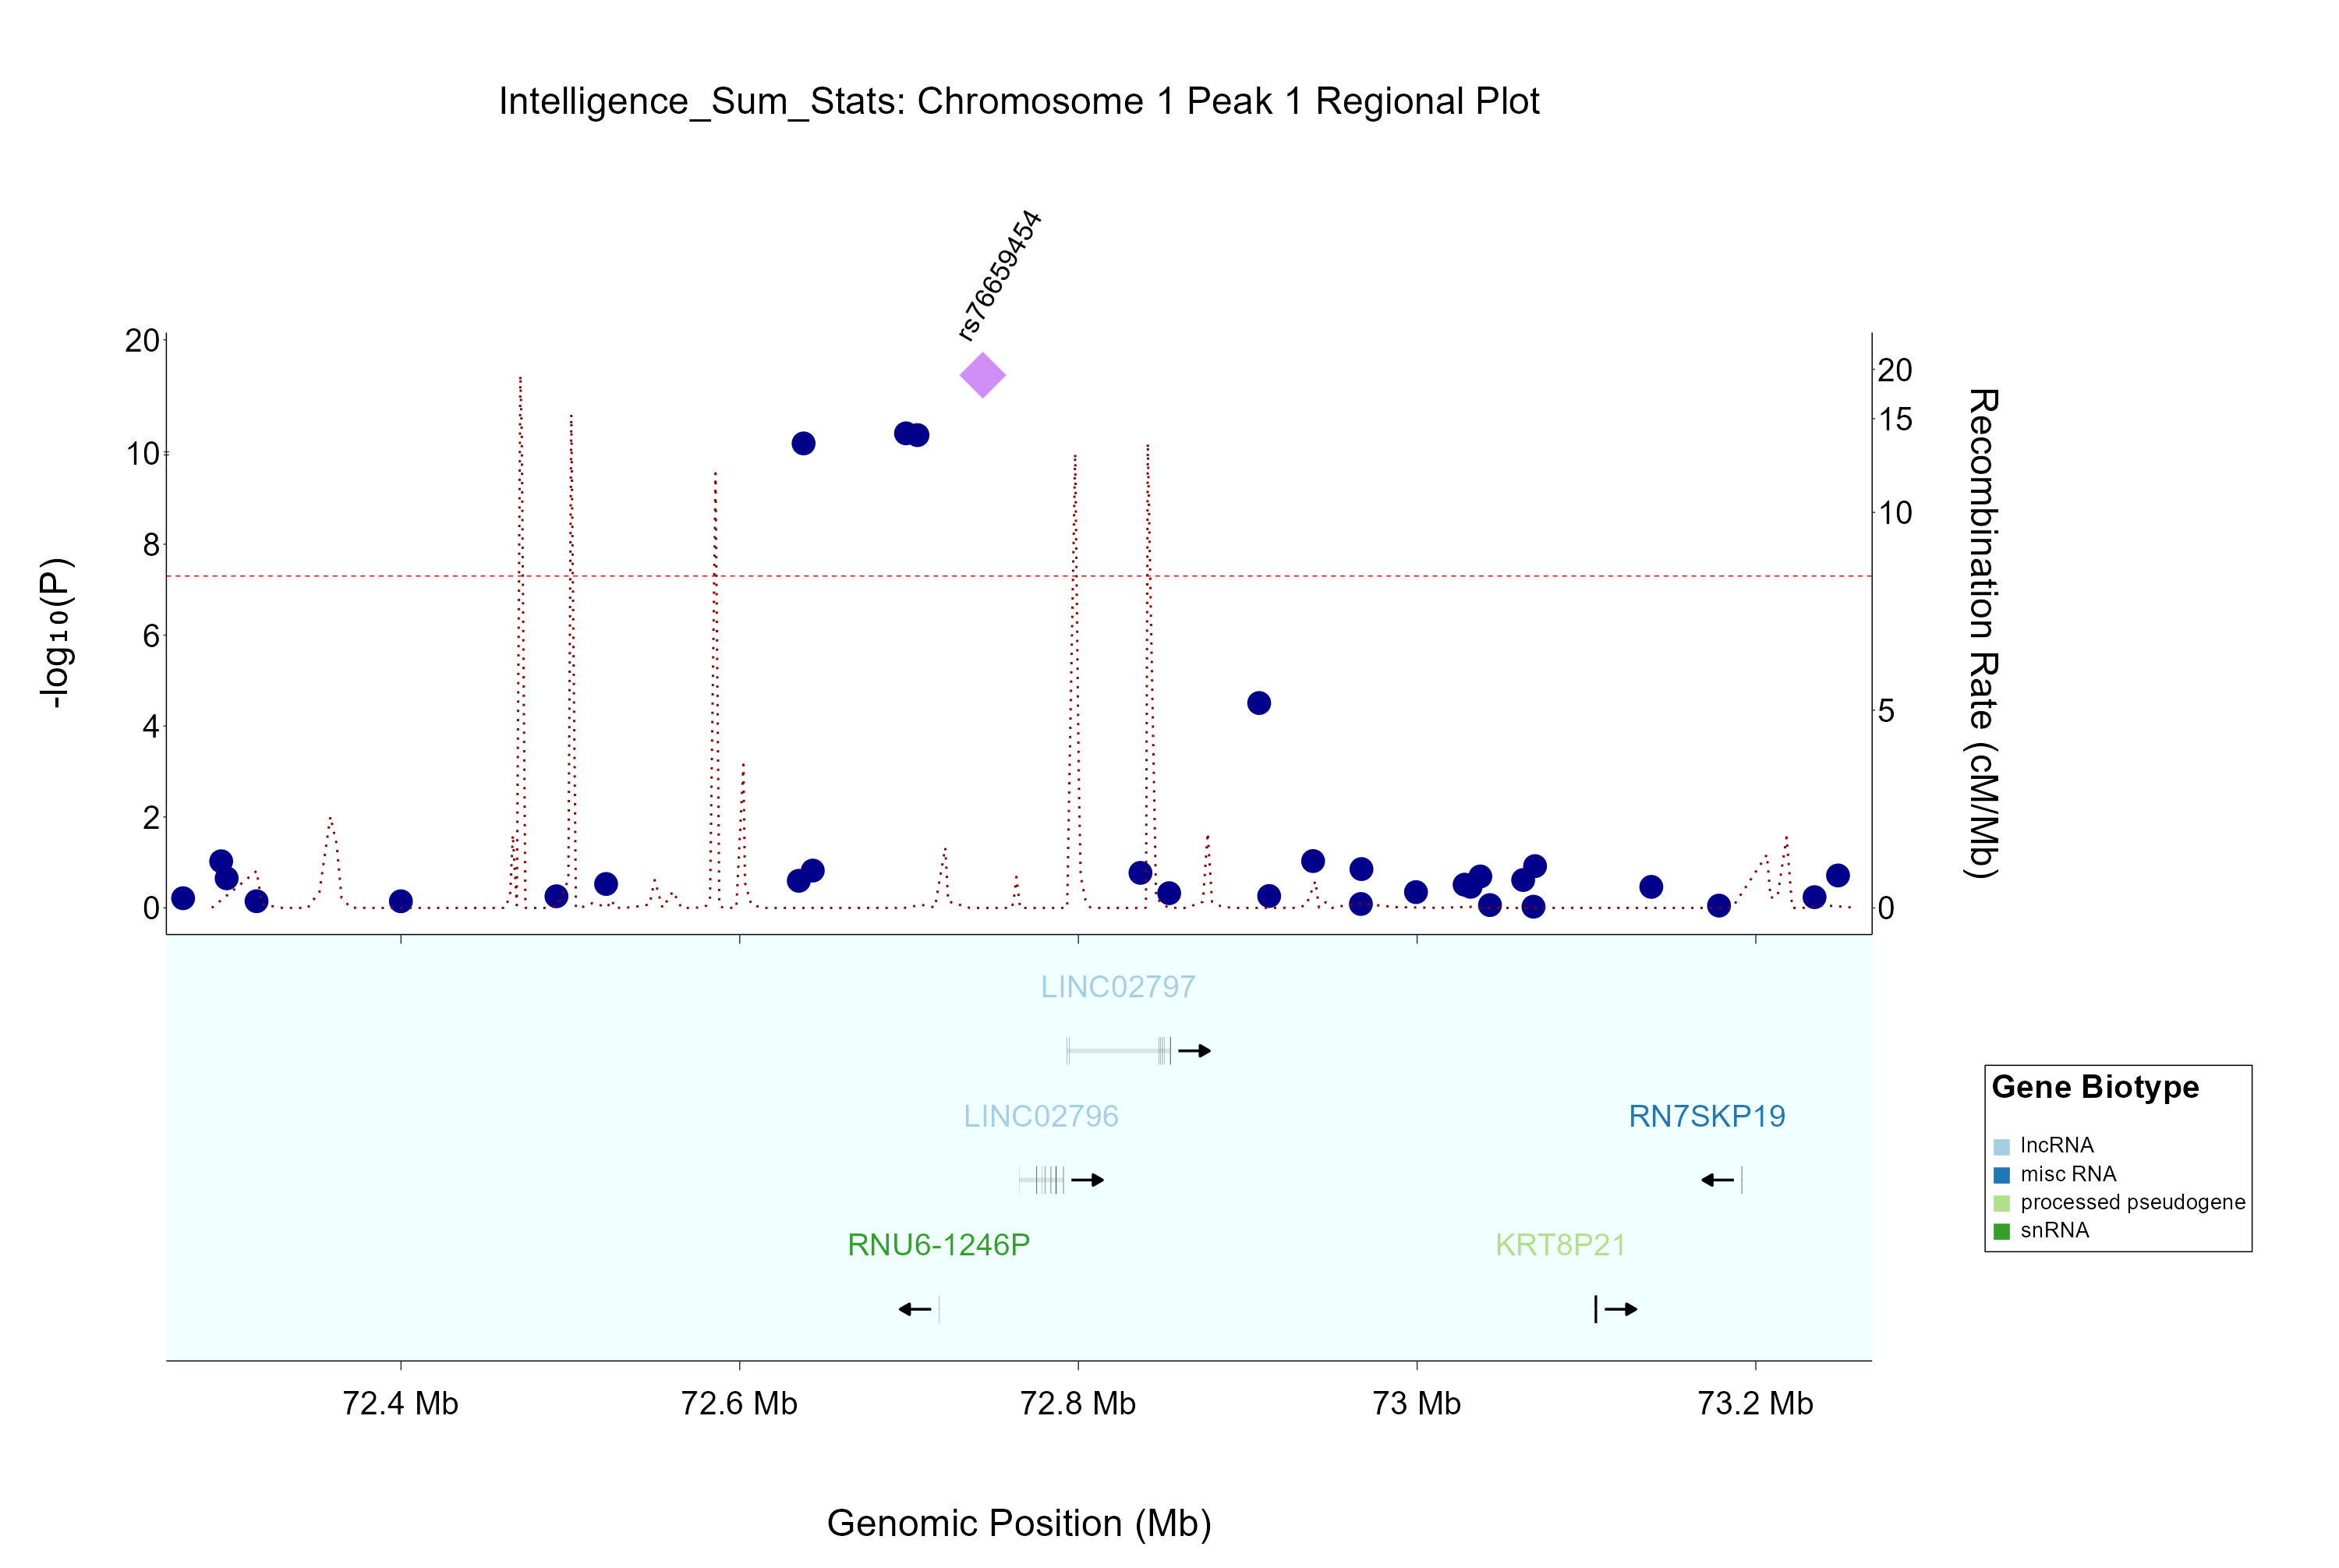 Intelligence_Sum_Stats: Chromosome 1 Peak 1 Regional Plot
rs76659454
-log₁₀(P)
20
10
8
6
4
2
0
20
15
10
5
0
Recombination Rate (cM/Mb)
LINC02797
LINC02796
RN7SKP19
RNU6-1246P
KRT8P21
Gene Biotype
lncRNA
misc RNA
processed pseudogene
snRNA
72.4 Mb
72.6 Mb
72.8 Mb
73 Mb
73.2 Mb
Genomic Position (Mb)